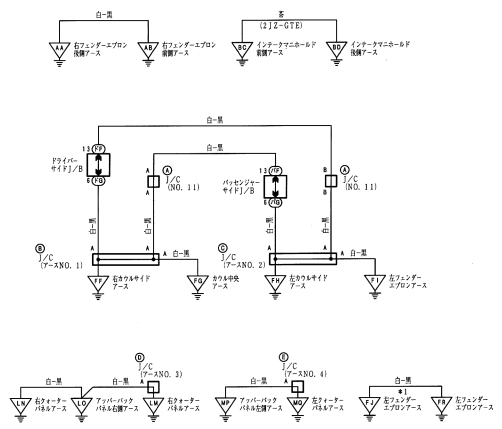 白−黒
茶
(2JZ-GTE)
AA
右フェンダーエプロン
後側アース
AB
右フェンダーエプロン
前側アース
BC
インテークマニホールド
前側アース
BD
インテークマニホールド
後側アース
白−黒
白−黒
13
FF
ドライバー
サイドJ/B
6
FG
A
A
A
J/C
(NO. 11)
13
パッセンジャー
サイドJ/B
6
B
B
A
J/C
(NO. 11)
白−黒
白−黒
白−黒
白−黒
B
J/C
(アースNO. 1)
A
A
A
白−黒
C
J/C
(アースNO. 2)
A
A
A
白−黒
FF
右カウルサイド
アース
FG
カウル中央
アース
FH
左カウルサイド
アース
FI
左フェンダー
エプロンアース
D
J/C
(アースNO. 3)
E
J/C
(アースNO. 4)
白−黒
白−黒
A
白−黒
A
白−黒
*1
LN
右クォーター
パネルアース
LO
アッパーバック
パネル右側アース
LM
右クォーター
パネルアース
MP
アッパーバック
パネル左側アース
MQ
左クォーター
パネルアース
FJ
左フェンダー
エプロンアース
FR
左フェンダー
エプロンアース